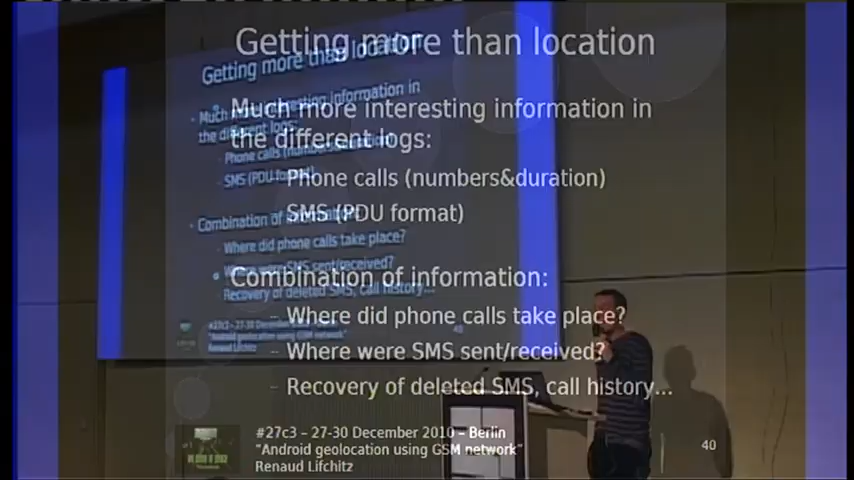 Getting more than location
Much more interesting information in
the different logs:
– Phone calls (numbers&duration)
– SMS (PDU format)
Combination of information:
– Where did phone calls take place?
– Where were SMS sent/received?
– Recovery of deleted SMS, call history...
#27c3 – 27-30 December 2010 – Berlin
"Android geolocation using GSM network"
Renaud Lifchitz
40